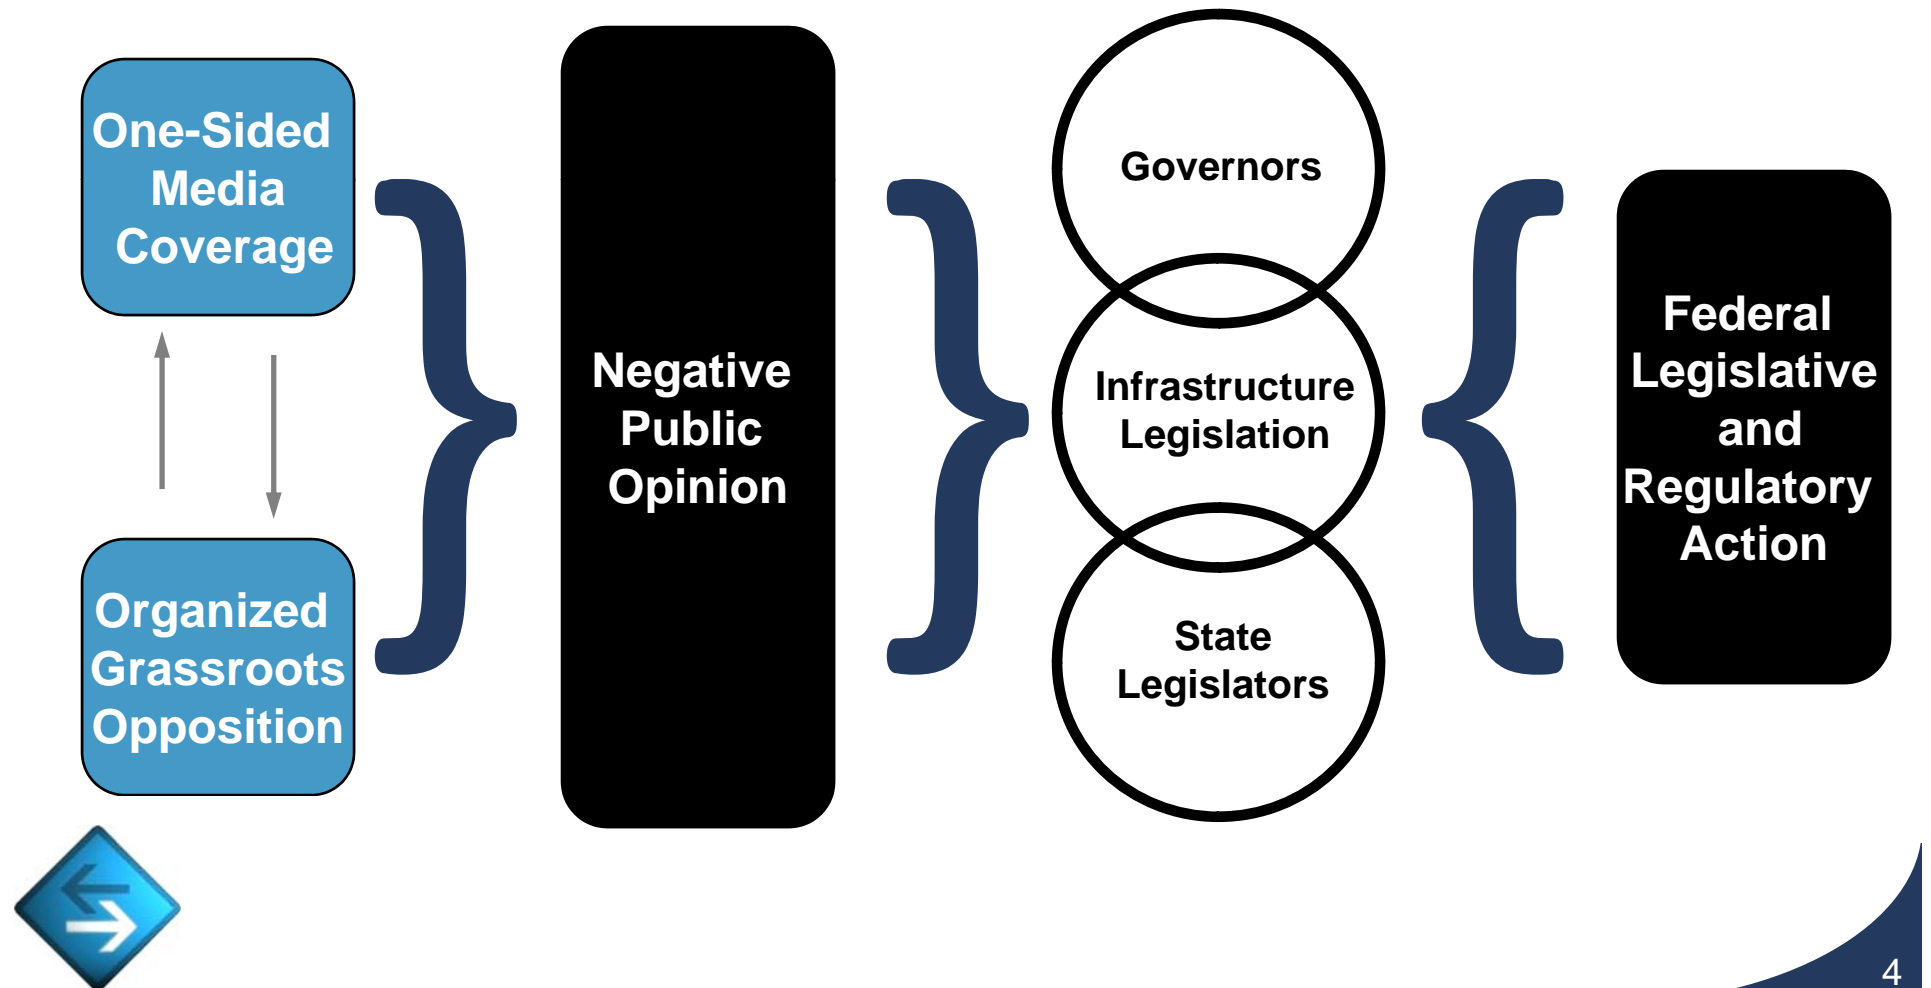 One-Sided
Media
Coverage
Organized
Grassroots
Opposition
Negative
Public
Opinion
Governors
Infrastructure
Legislation
State
Legislators
Federal
Legislative
and
Regulatory
Action
4